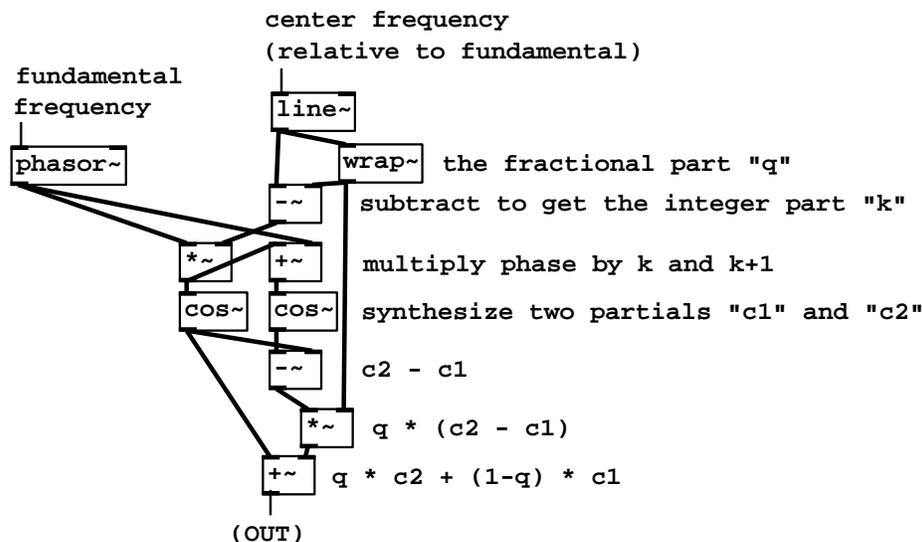 center frequency
(relative to fundamental)
fundamental
frequency
line~
phasor~
wrap~
the fractional part "q"
-~
subtract to get the integer part "k"
*~
+~
multiply phase by k and k+1
cos~
cos~
synthesize two partials "c1" and "c2"
-~
c2 - c1
*~
q * (c2 - c1)
+~
q * c2 + (1-q) * c1
(OUT)